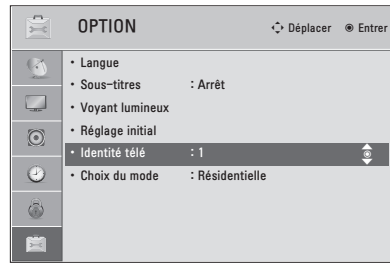 OPTION
Déplacer
Entrer
• Langue
• Sous-titres : Arrêt
• Voyant lumineux
• Réglage initial
• Identité télé : 1
• Choix du mode : Résidentielle